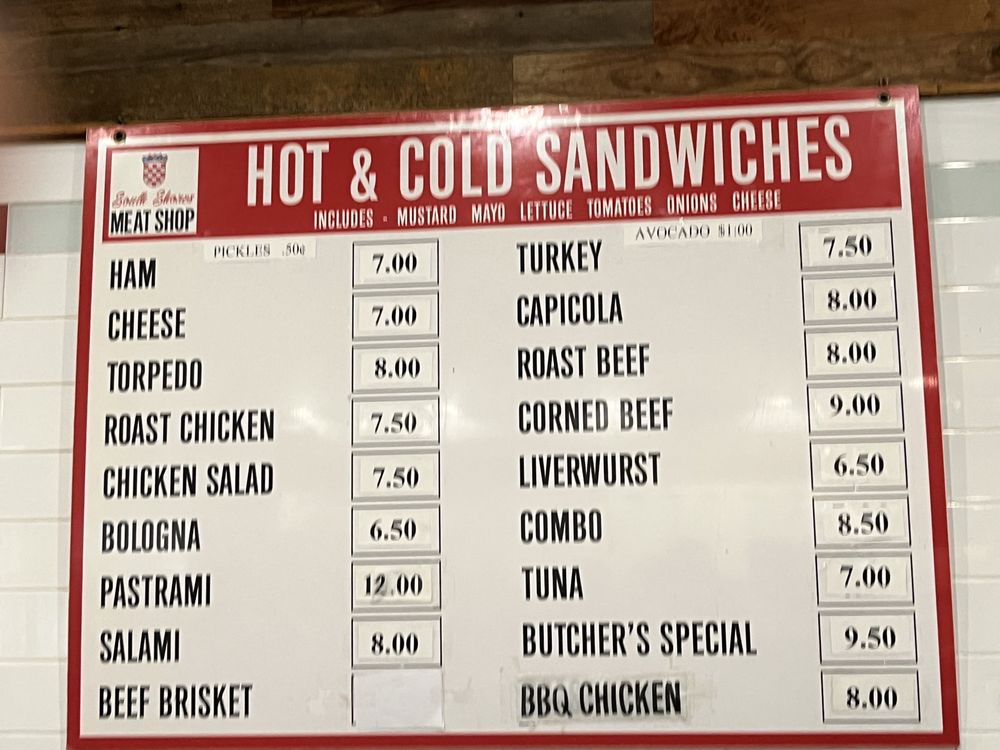 South Shores
MEAT SHOP
HOT & COLD SANDWICHES
INCLUDES - MUSTARD MAYO LETTUCE TOMATOES ONIONS CHEESE
PICKLES .50¢
AVOCADO $1.00
HAM 7.00
CHEESE 7.00
TORPEDO 8.00
ROAST CHICKEN 7.50
CHICKEN SALAD 7.50
BOLOGNA 6.50
PASTRAMI 12.00
SALAMI 8.00
BEEF BRISKET
TURKEY 7.50
CAPICOLA 8.00
ROAST BEEF 8.00
CORNED BEEF 9.00
LIVERWURST 6.50
COMBO 8.50
TUNA 7.00
BUTCHER'S SPECIAL 9.50
BBQ CHICKEN 8.00